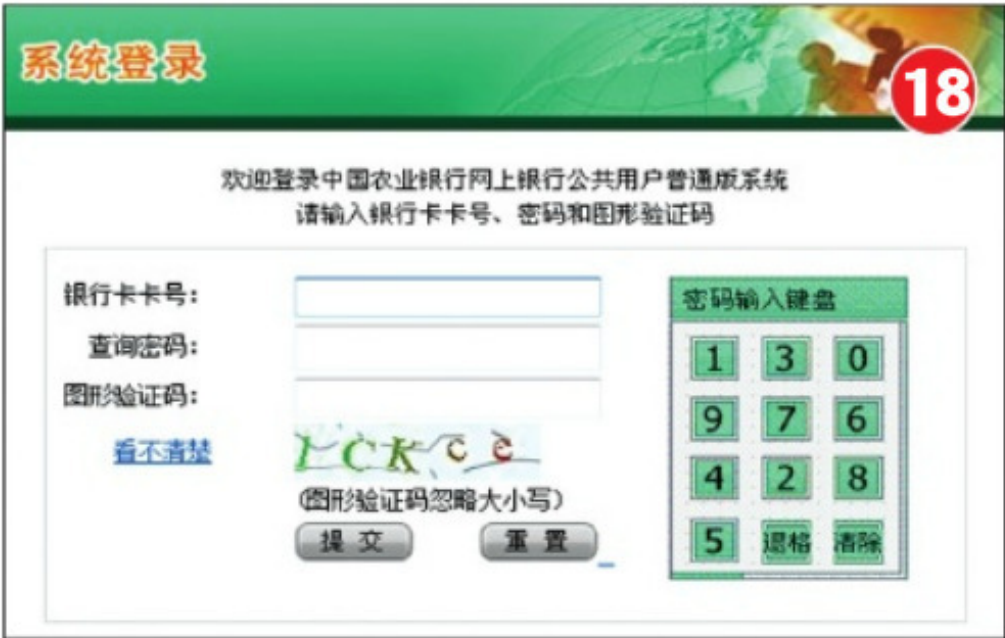 系统登录
18
欢迎登录中国农业银行网上银行公共用户普通版系统
请输入银行卡卡号、密码和图形验证码
银行卡卡号：
查询密码：
图形验证码：
看不清楚
(图形验证码忽略大小写)
提 交 重 置
密码输入键盘
1 3 0
9 7 6
4 2 8
5 退格 清除